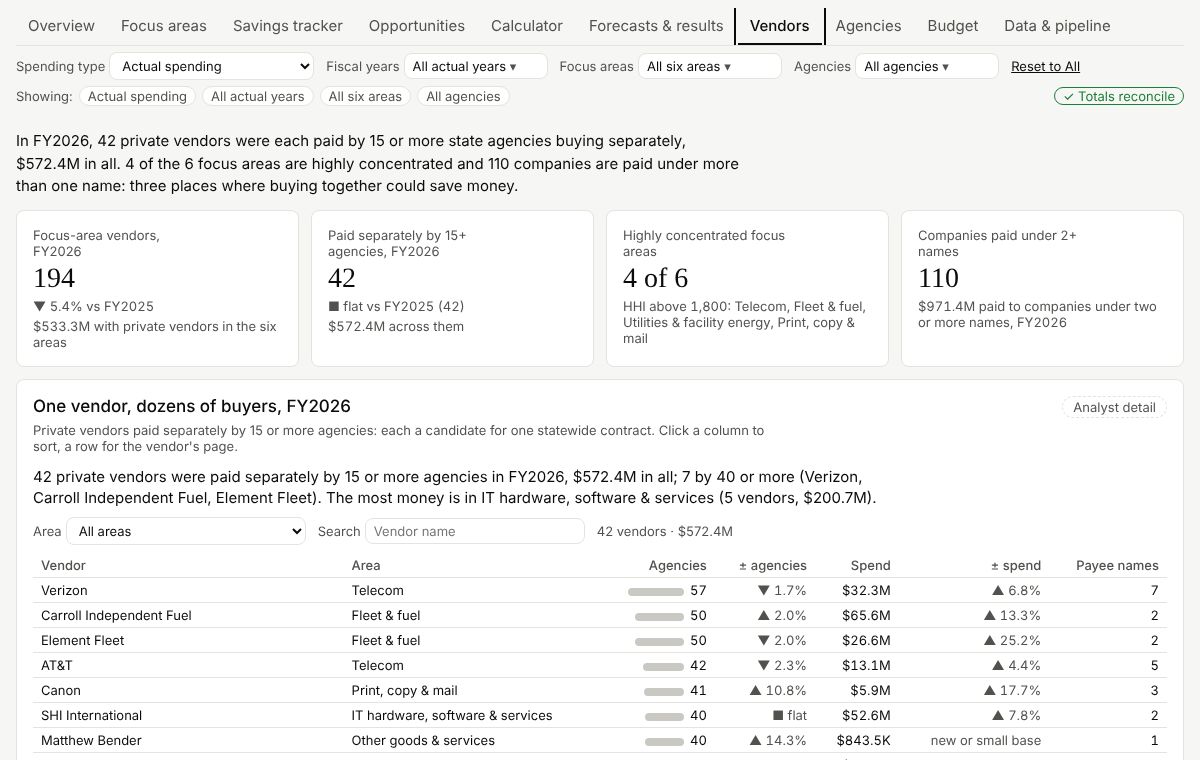 Overview Focus areas Savings tracker Opportunities Calculator Forecasts & results Vendors Agencies Budget Data & pipeline
Spending type Actual spending Fiscal years All actual years ▾ Focus areas All six areas ▾ Agencies All agencies ▾ Reset to All
Showing: Actual spending All actual years All six areas All agencies ✓ Totals reconcile
In FY2026, 42 private vendors were each paid by 15 or more state agencies buying separately,
$572.4M in all. 4 of the 6 focus areas are highly concentrated and 110 companies are paid under more
than one name: three places where buying together could save money.
Focus-area vendors,
FY2026
194
▼ 5.4% vs FY2025
$533.3M with private vendors in the six
areas
Paid separately by 15+
agencies, FY2026
42
■ flat vs FY2025 (42)
$572.4M across them
Highly concentrated focus
areas
4 of 6
HHI above 1,800: Telecom, Fleet & fuel,
Utilities & facility energy, Print, copy &
mail
Companies paid under 2+
names
110
$971.4M paid to companies under two
or more names, FY2026
One vendor, dozens of buyers, FY2026
Analyst detail
Private vendors paid separately by 15 or more agencies: each a candidate for one statewide contract. Click a column to
sort, a row for the vendor's page.
42 private vendors were paid separately by 15 or more agencies in FY2026, $572.4M in all; 7 by 40 or more (Verizon,
Carroll Independent Fuel, Element Fleet). The most money is in IT hardware, software & services (5 vendors, $200.7M).
Area All areas Search Vendor name 42 vendors · $572.4M
Vendor Area Agencies ± agencies Spend ± spend Payee names
Verizon Telecom 57 ▼ 1.7% $32.3M ▲ 6.8% 7
Carroll Independent Fuel Fleet & fuel 50 ▲ 2.0% $65.6M ▲ 13.3% 2
Element Fleet Fleet & fuel 50 ▼ 2.0% $26.6M ▲ 25.2% 2
AT&T Telecom 42 ▼ 2.3% $13.1M ▲ 4.4% 5
Canon Print, copy & mail 41 ▲ 10.8% $5.9M ▲ 17.7% 3
SHI International IT hardware, software & services 40 ■ flat $52.6M ▲ 7.8% 2
Matthew Bender Other goods & services 40 ▲ 14.3% $843.5K new or small base 1